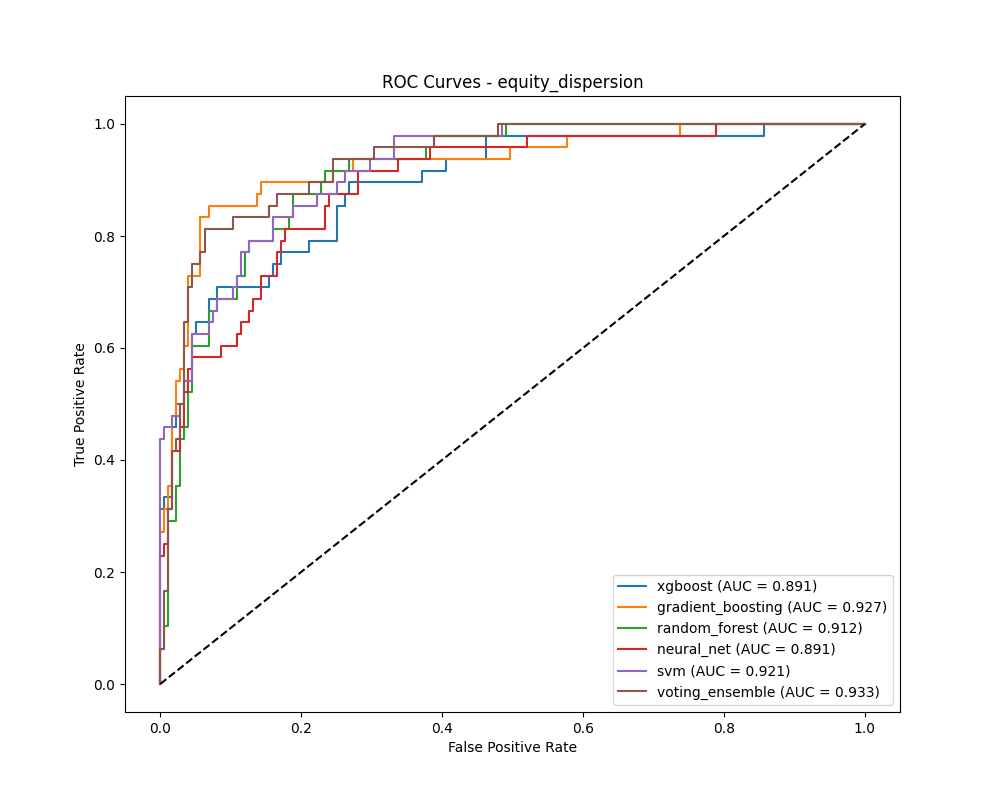 ROC Curves - equity_dispersion
1.0
0.8
0.6
0.4
0.2
0.0
True Positive Rate
0.0 0.2 0.4 0.6 0.8 1.0
False Positive Rate
xgboost (AUC = 0.891)
gradient_boosting (AUC = 0.927)
random_forest (AUC = 0.912)
neural_net (AUC = 0.891)
svm (AUC = 0.921)
voting_ensemble (AUC = 0.933)